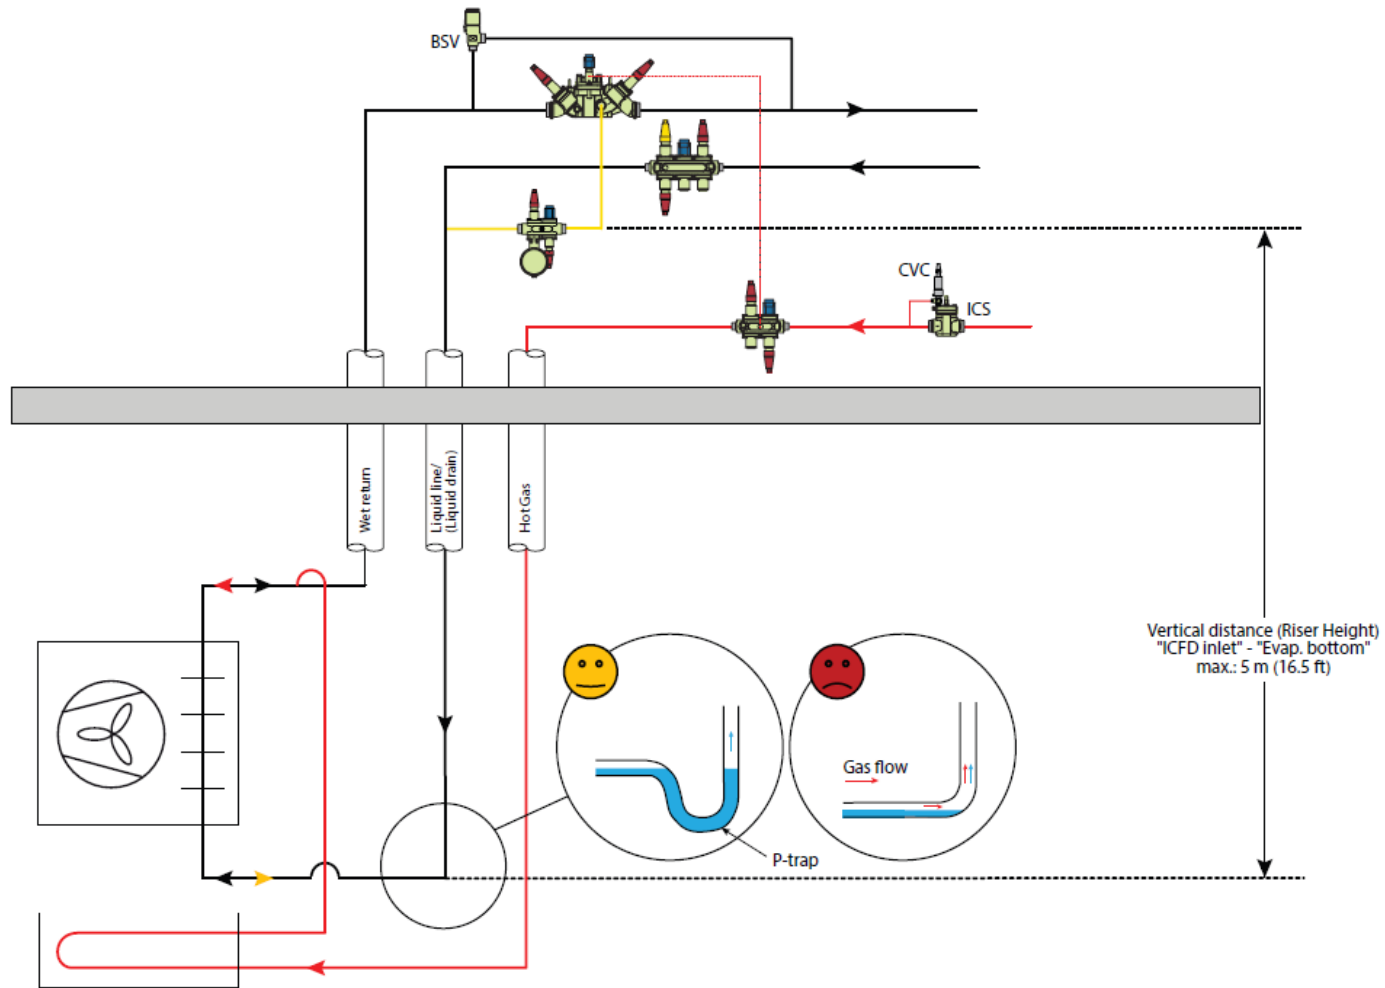 BSV
CVC
ICS
Wet return
Liquid line/
(Liquid drain)
Hot Gas
Vertical distance (Riser Height)
"ICFD inlet" - "Evap. bottom"
max.: 5 m (16.5 ft)
Gas flow
P-trap